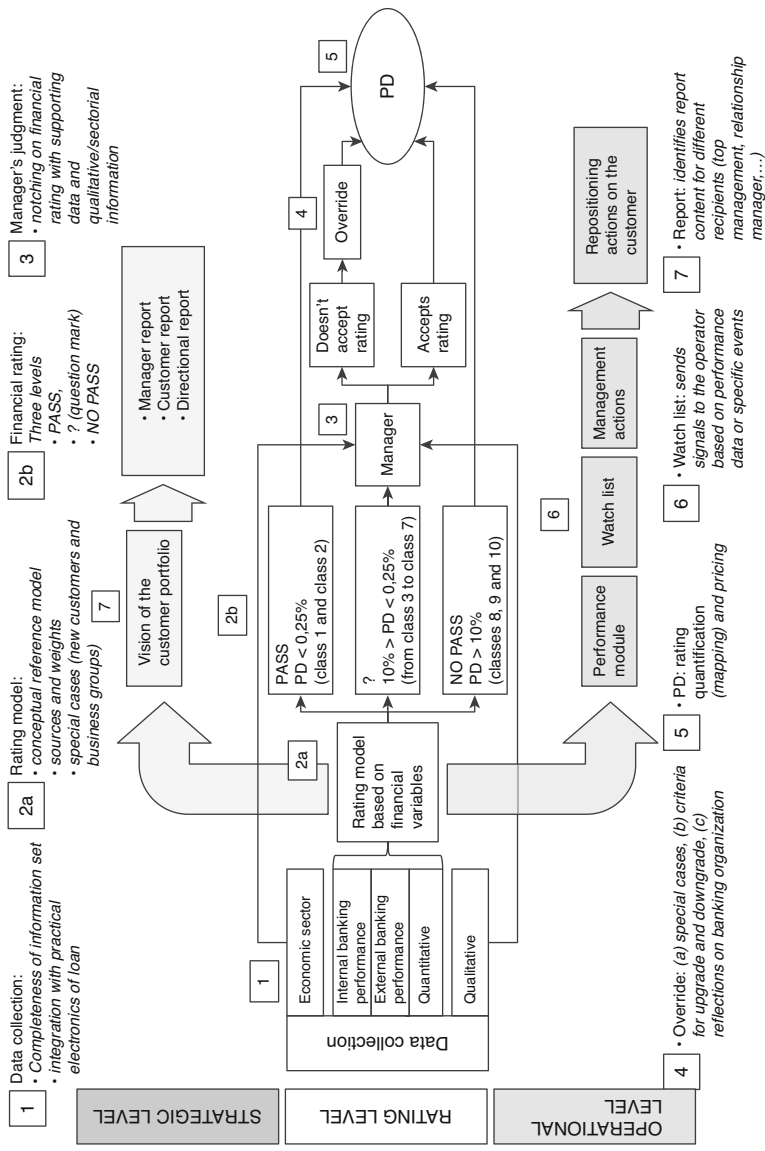 1
Data collection:
• Completeness of information set
• integration with practical
electronics of loan
2a
Rating model:
• conceptual reference model
• sources and weights
• special cases (new customers and
business groups)
2b
Financial rating:
Three levels
• PASS,
• ? (question mark)
• NO PASS
3
Manager's judgment:
• notching on financial
rating with supporting
data and
qualitative/sectorial
information
STRATEGIC LEVEL
7
Vision of the
customer portfolio
• Manager report
• Customer report
• Directional report
RATING LEVEL
1
Data collection
Economic sector
Internal banking
performance
External banking
performance
Quantitative
Qualitative
2a
Rating model
based on
financial
variables
2b
PASS
PD < 0,25%
(class 1 and class 2)
?
10% > PD < 0,25%
(from class 3 to class 7)
NO PASS
PD > 10%
(classes 8, 9 and 10)
3
Manager
Doesn't
accept
rating
Accepts
rating
4
Override
5
PD
OPERATIONAL
LEVEL
6
Performance
module
Watch list
Management
actions
Repositioning
actions on the
customer
4
• Override: (a) special cases, (b) criteria
for upgrade and downgrade, (c)
reflections on banking organization
5
• PD: rating
quantification
(mapping) and pricing
6
• Watch list: sends
signals to the operator
based on performance
data or specific events
7
• Report: identifies report
content for different
recipients (top
management, relationship
manager,...)